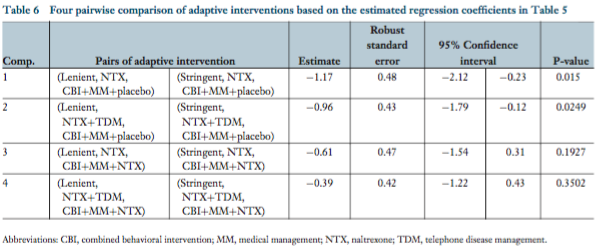 Table 6 Four pairwise comparison of adaptive interventions based on the estimated regression coefficients in Table 5
Robust
standard 95% Confidence
Comp. Pairs of adaptive intervention Estimate error interval P-value
1 (Lenient, NTX, (Stringent, NTX, −1.17 0.48 −2.12 −0.23 0.015
CBI+MM+placebo) CBI+MM+placebo)
2 (Lenient, (Stringent, −0.96 0.43 −1.79 −0.12 0.0249
NTX+TDM, NTX+TDM,
CBI+MM+placebo) CBI+MM+placebo)
3 (Lenient, NTX, (Stringent, NTX, −0.61 0.47 −1.54 0.31 0.1927
CBI+MM+NTX) CBI+MM+NTX)
4 (Lenient, (Stringent, −0.39 0.42 −1.22 0.43 0.3502
NTX+TDM, NTX+TDM,
CBI+MM+NTX) CBI+MM+NTX)
Abbreviations: CBI, combined behavioral intervention; MM, medical management; NTX, naltrexone; TDM, telephone disease management.